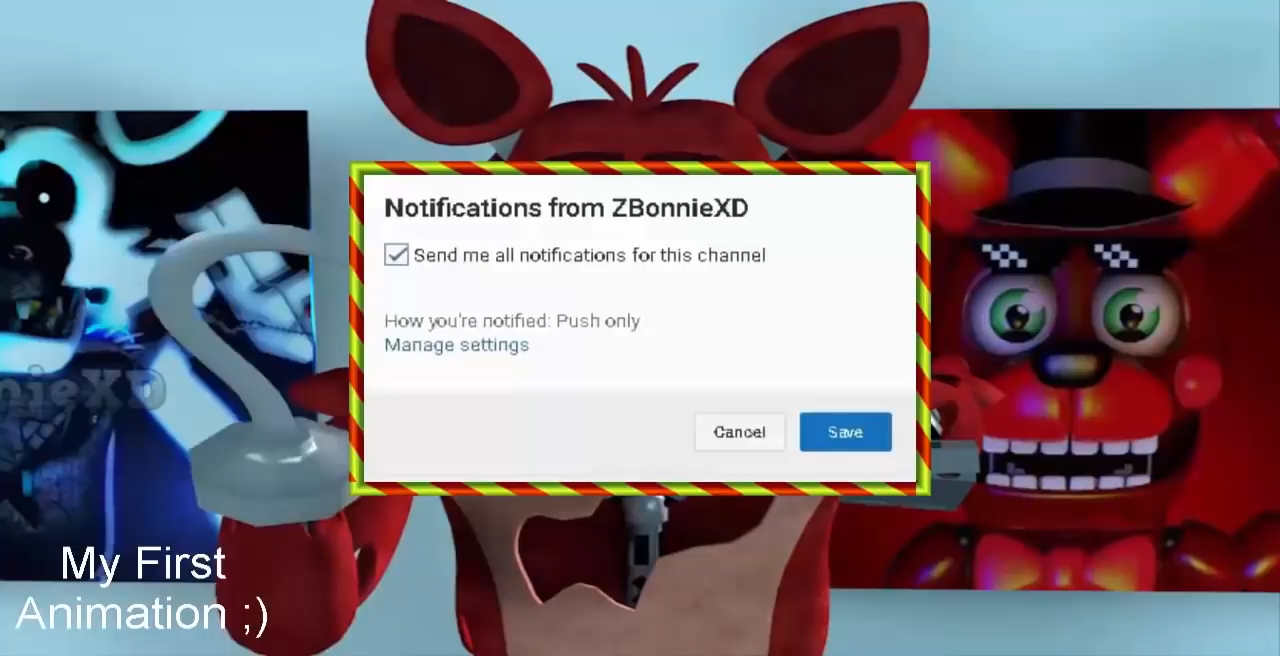 Notifications from ZBonnieXD
Send me all notifications for this channel
How you're notified: Push only
Manage settings
Cancel Save
nieXD
My First
Animation ;)